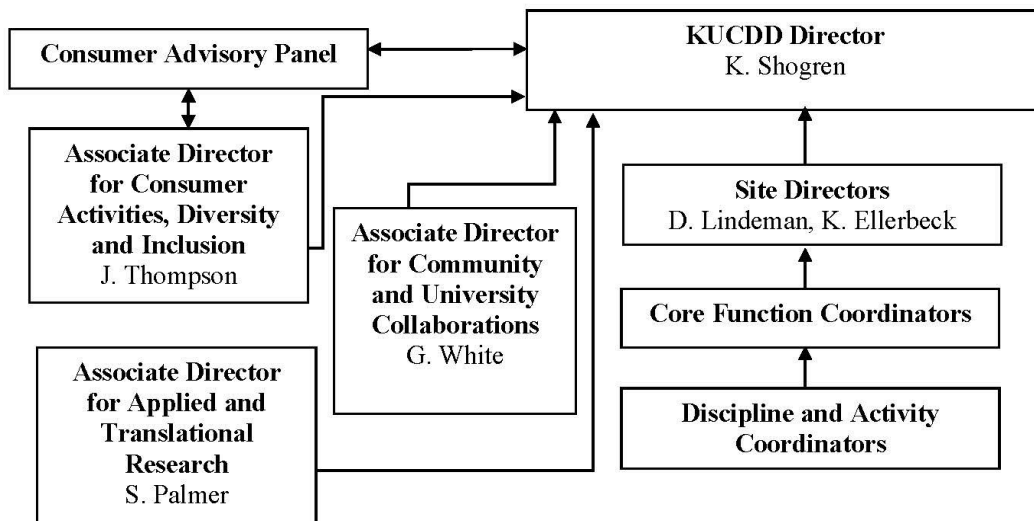 Consumer Advisory Panel
KUCDD Director
K. Shogren
Associate Director
for Consumer
Activities, Diversity
and Inclusion
J. Thompson
Associate Director
for Community
and University
Collaborations
G. White
Site Directors
D. Lindeman, K. Ellerbeck
Core Function Coordinators
Associate Director
for Applied and
Translational
Research
S. Palmer
Discipline and Activity
Coordinators